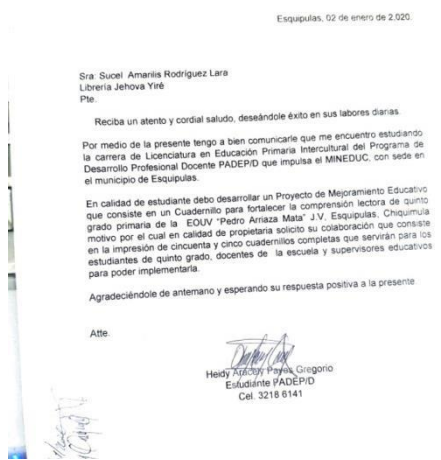 Esquipulas, 02 de enero de 2,020.
Sra: Sucel Amarilis Rodríguez Lara
Librería Jehova Yiré
Pte.
Reciba un atento y cordial saludo, deseándole éxito en sus labores diarias.
Por medio de la presente tengo a bien comunicarle que me encuentro estudiando
la carrera de Licenciatura en Educación Primaria Intercultural del Programa de
Desarrollo Profesional Docente PADEP/D que impulsa el MINEDUC, con sede en
el municipio de Esquipulas.
En calidad de estudiante debo desarrollar un Proyecto de Mejoramiento Educativo
que consiste en un Cuadernillo para fortalecer la comprensión lectora de quinto
grado primaria de la EOUV "Pedro Arriaza Mata" J.V, Esquipulas, Chiquimula
motivo por el cual en calidad de propietaria solicito su colaboración que consiste
en la impresión de cincuenta y cinco cuadernillos completas que servirán para los
estudiantes de quinto grado, docentes de la escuela y supervisores educativos
para poder implementarla.
Agradeciéndole de antemano y esperando su respuesta positiva a la presente.
Atte.
Heidy Aracely Payes Gregorio
Estudiante PADEP/D
Cel. 3218 6141